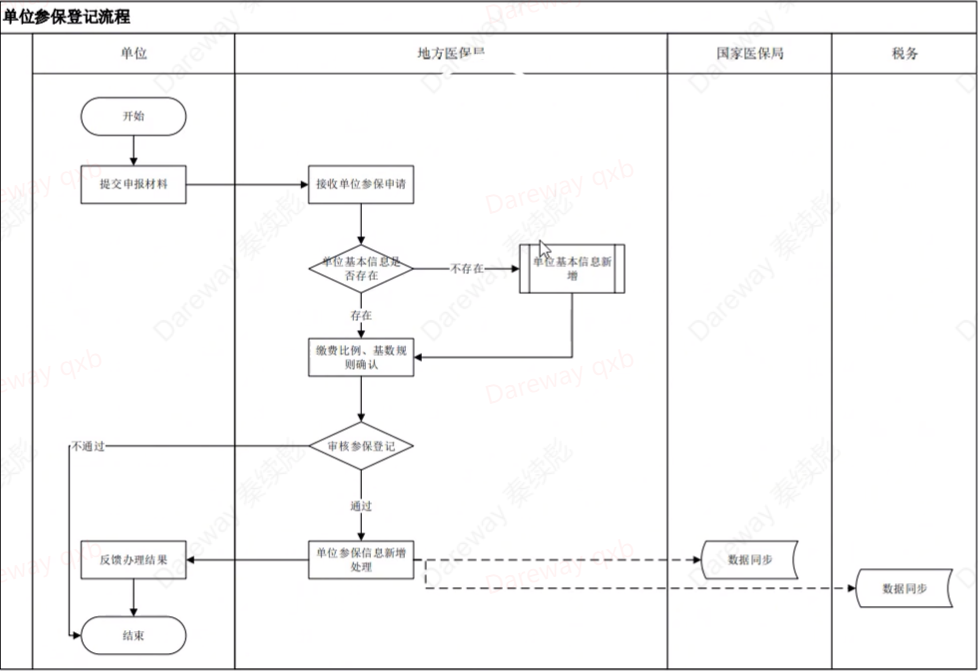 单位参保登记流程
单位
地方医保局
国家医保局
税务
开始
提交申报材料
接收单位参保申请
单位基本信息是
否存在
不存在
单位基本信息新
增
存在
缴费比例、基数规
则确认
不通过
审核参保登记
通过
反馈办理结果
单位参保信息新增
处理
数据同步
数据同步
结束
Dareway 秦续彪
Dareway qxb